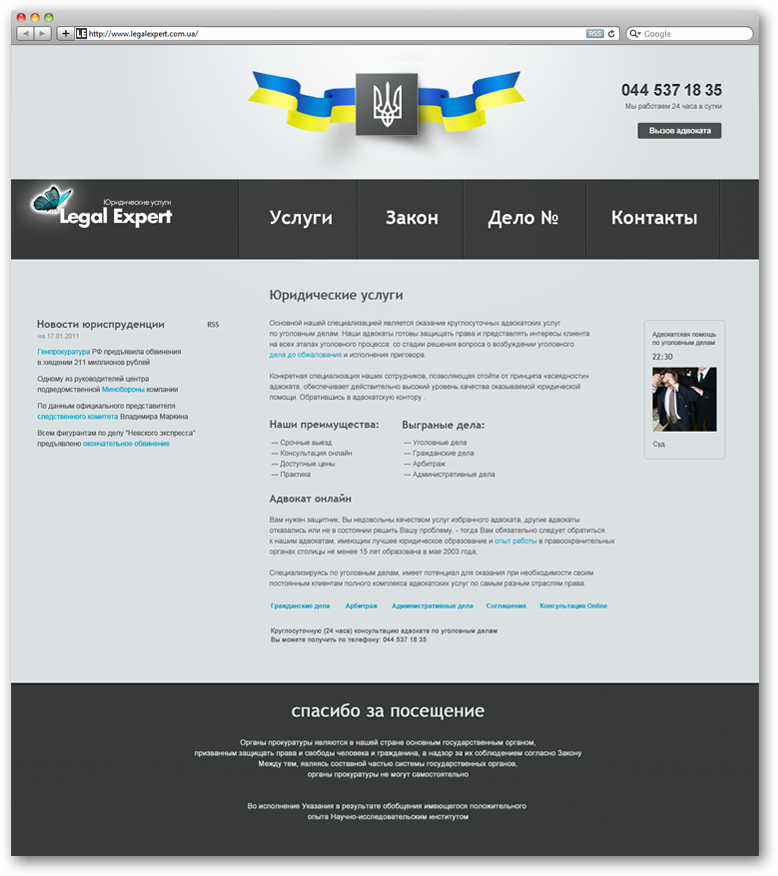 http://www.legalexpert.com.ua/
RSS
Google
044 537 18 35
Мы работаем 24 часа в сутки
Вызов адвоката
Юридические услуги
Legal Expert
Услуги
Закон
Дело №
Контакты
Новости юриспруденции
RSS
на 17.01.2011
Генпрокуратура РФ предъявила обвинения
в хищении 211 миллионов рублей
Одному из руководителей центра
подведомственной Минобороны компании
По данным официального представителя
следственного комитета Владимира Маркина
Всем фигурантам по делу "Невского экспресса"
предъявлено окончательное обвинение
Юридические услуги
Основной нашей специализацией является оказание круглосуточных адвокатских услуг
по уголовным делам. Наши адвокаты готовы защищать права и представлять интересы клиента
на всех этапах уголовного процесса: со стадии решения вопроса о возбуждении уголовного
дела до обжалования и исполнения приговора.
Конкретная специализация наших сотрудников, позволяющая отойти от принципа «всеядности»
адвоката, обеспечивает действительно высокий уровень качества оказываемой юридической
помощи. Обратившись в адвокатскую контору .
Наши преимущества:
— Срочные выезд
— Консультация онлайн
— Доступные цены
— Практика
Выграные дела:
— Уголовные дела
— Гражданские дела
— Арбитраж
— Административные дела
Адвокат онлайн
Вам нужен защитник, Вы недовольны качеством услуг избранного адвоката, другие адвокаты
отказались или не в состоянии решить Вашу проблему, - тогда Вам обязательно следует обратиться
к нашим адвокатам, имеющим лучшее юридическое образование и опыт работы в правоохранительных
органах столицы не менее 15 лет.образована в мае 2003 года,
Специализируясь по уголовным делам, имеет потенциал для оказания при необходимости своим
постоянным клиентам полного комплекса адвокатских услуг по самым разным отраслям права.
Гражданские дела Арбитраж Административные дела Соглашения Консультация Online
Круглосуточную (24 часа) консультацию адвоката по уголовным делам
Вы можете получить по телефону: 044 537 18 35
Адвокатская помощь
по уголовным делам
22:30
Суд
спасибо за посещение
Органы прокуратуры являются в нашей стране основным государственным органом,
призванным защищать права и свободы человека и гражданина, а надзор за их соблюдением согласно Закону
Между тем, являясь составной частью системы государственных органов,
органы прокуратуры не могут самостоятельно
Во исполнение Указания в результате обобщения имеющегося положительного
опыта Научно-исследовательским институтом